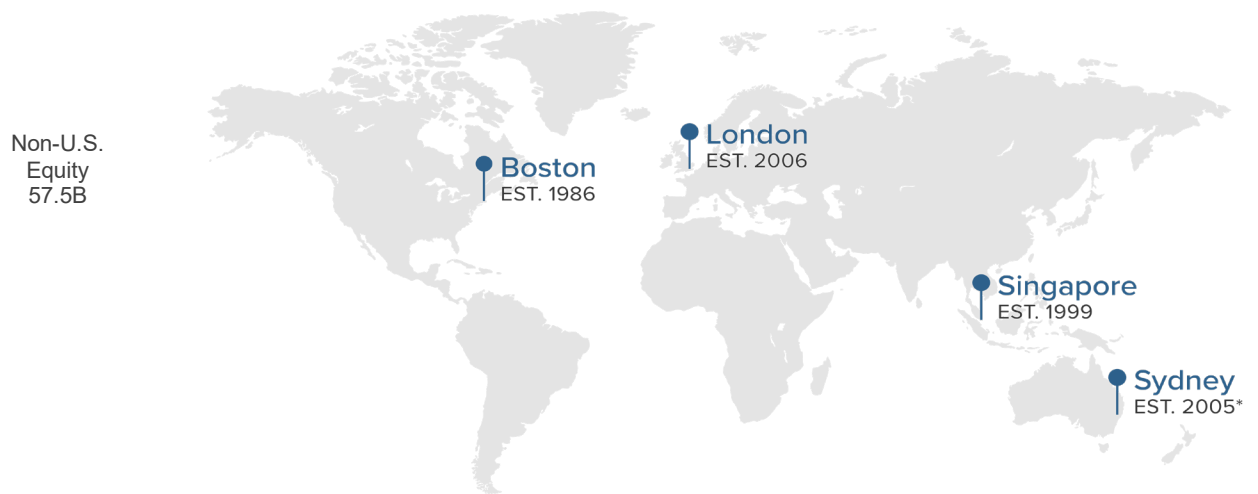 Non-U.S.
Equity
57.5B
London
EST. 2006
Boston
EST. 1986
Singapore
EST. 1999
Sydney
EST. 2005*